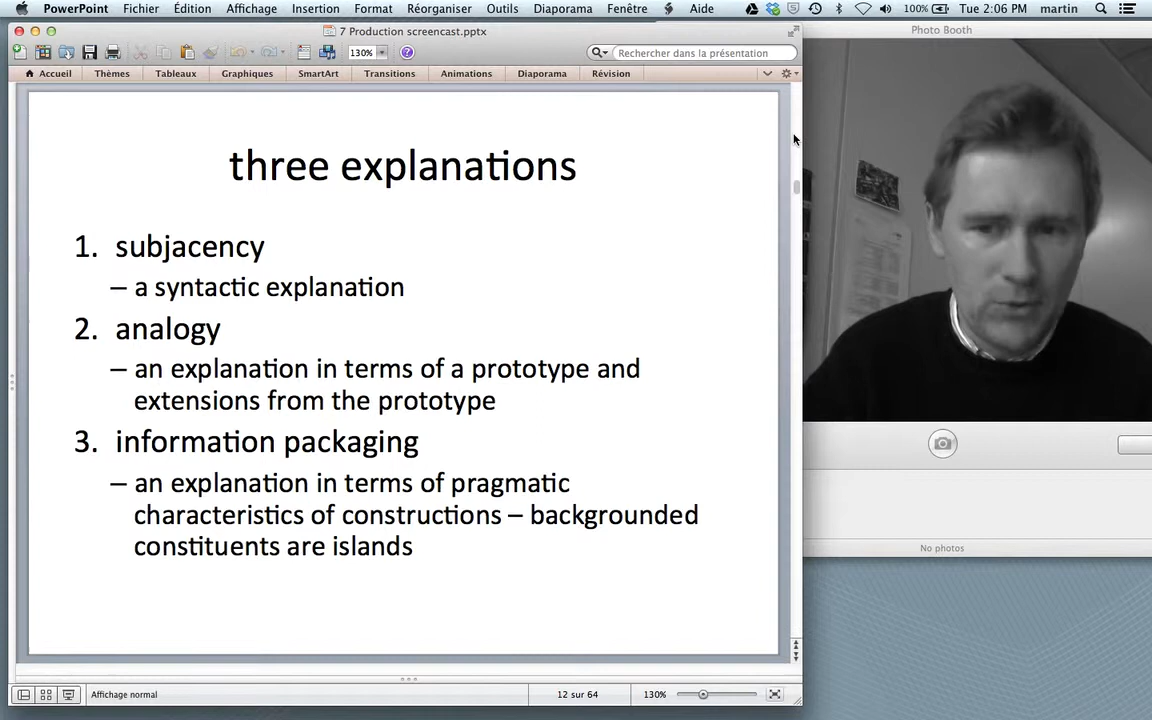 PowerPoint Fichier Édition Affichage Insertion Format Réorganiser Outils Diaporama Fenêtre Aide 100% Tue 2:06 PM martin
7 Production screencast.pptx
Photo Booth
130%
Rechercher dans la présentation
Accueil Thèmes Tableaux Graphiques SmartArt Transitions Animations Diaporama Révision
three explanations
1. subjacency
– a syntactic explanation
2. analogy
– an explanation in terms of a prototype and
extensions from the prototype
3. information packaging
– an explanation in terms of pragmatic
characteristics of constructions – backgrounded
constituents are islands
No photos
Affichage normal 12 sur 64 130%